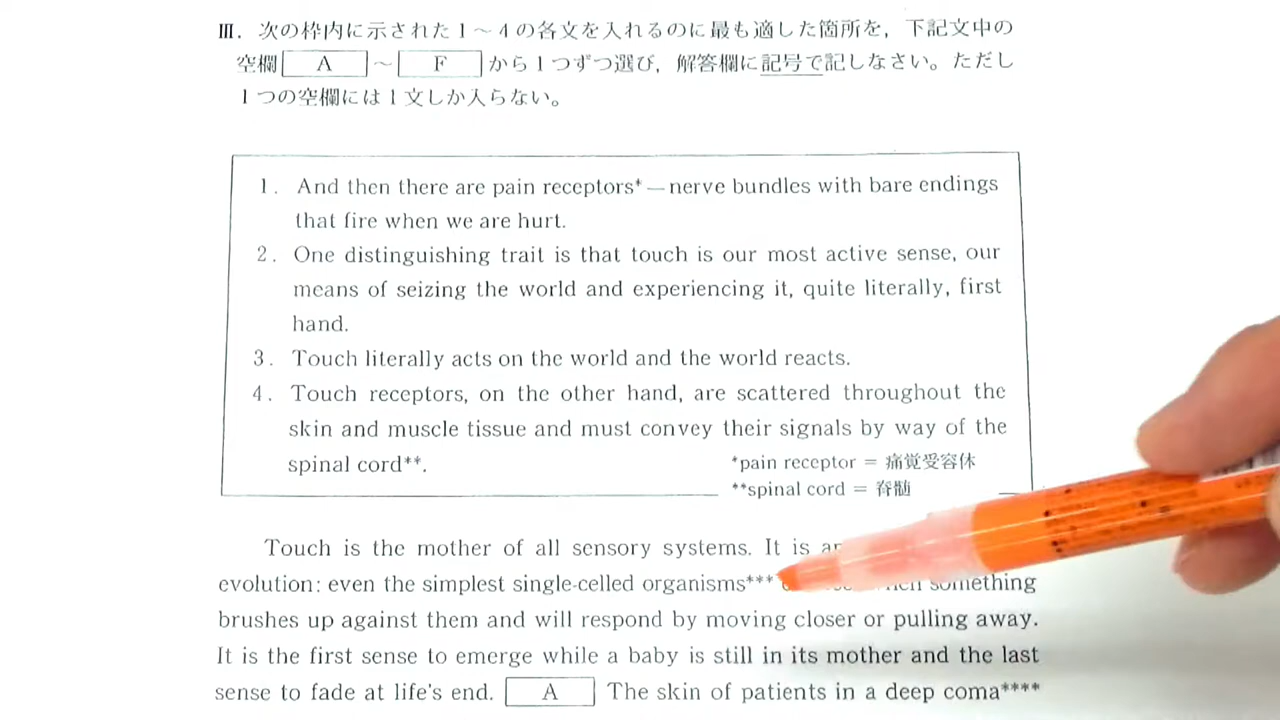 Ⅲ．次の枠内に示された1～4の各文を入れるのに最も適した箇所を，下記文中の
空欄 A ～ F から1つずつ選び，解答欄に記号で記しなさい。ただし
1つの空欄には1文しか入らない。
1． And then there are pain receptors*—nerve bundles with bare endings
that fire when we are hurt.
2． One distinguishing trait is that touch is our most active sense, our
means of seizing the world and experiencing it, quite literally, first
hand.
3． Touch literally acts on the world and the world reacts.
4． Touch receptors, on the other hand, are scattered throughout the
skin and muscle tissue and must convey their signals by way of the
spinal cord**.
*pain receptor = 痛覚受容体
**spinal cord = 脊髄
Touch is the mother of all sensory systems. It is
evolution: even the simplest single-celled organisms*** something
brushes up against them and will respond by moving closer or pulling away.
It is the first sense to emerge while a baby is still in its mother and the last
sense to fade at life's end. A The skin of patients in a deep coma****